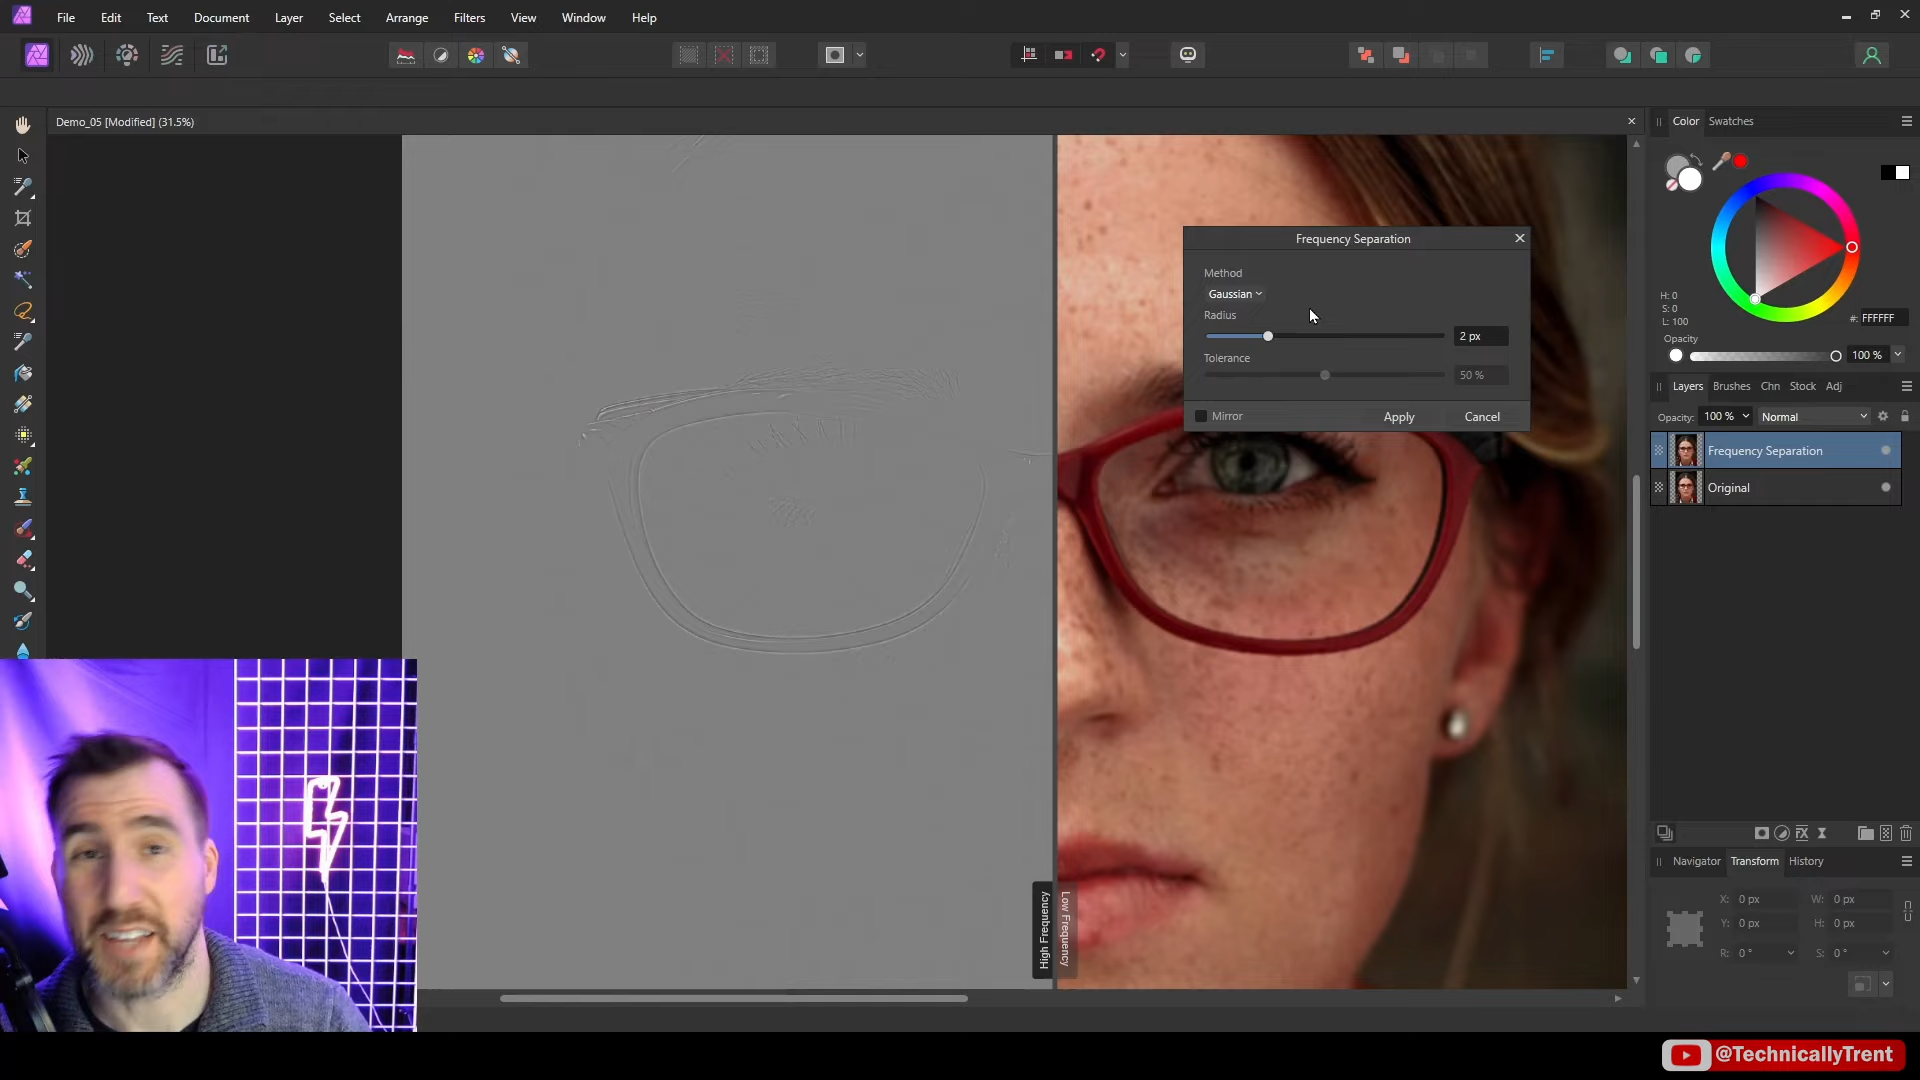 File Edit Text Document Layer Select Arrange Filters View Window Help
Demo_05 [Modified] (31.5%)
Color Swatches
H: 0
S: 0
L: 100
#: FFFFFF
Opacity
100 %
Layers Brushes Chn Stock Adj
Opacity: 100 % Normal
Frequency Separation
Original
Frequency Separation
Method
Gaussian
Radius
2 px
Tolerance
50 %
Mirror Apply Cancel
High Frequency
Low Frequency
Navigator Transform History
X: 0 px W: 0 px
Y: 0 px H: 0 px
R: 0 ° S: 0 °
@TechnicallyTrent